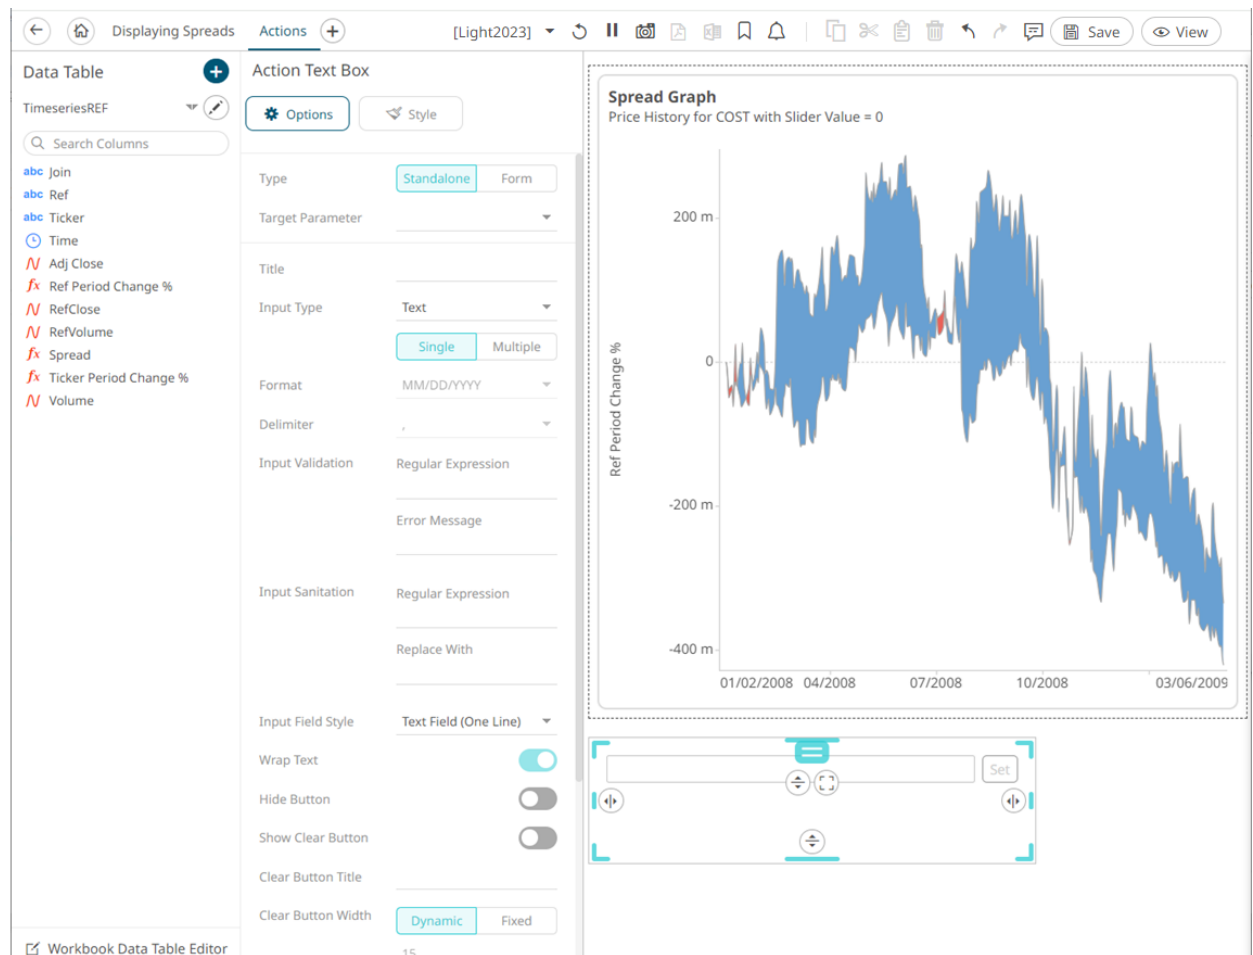 Displaying Spreads
Actions
[Light2023]
Save
View
Data Table
TimeseriesREF
Search Columns
abc Join
abc Ref
abc Ticker
Time
Adj Close
fx Ref Period Change %
RefClose
RefVolume
fx Spread
fx Ticker Period Change %
Volume
Workbook Data Table Editor
Action Text Box
Options
Style
Type
Standalone
Form
Target Parameter
Title
Input Type
Text
Single
Multiple
Format
MM/DD/YYYY
Delimiter
,
Input Validation
Regular Expression
Error Message
Input Sanitation
Regular Expression
Replace With
Input Field Style
Text Field (One Line)
Wrap Text
Hide Button
Show Clear Button
Clear Button Title
Clear Button Width
Dynamic
Fixed
15
Spread Graph
Price History for COST with Slider Value = 0
Ref Period Change %
200 m
0
-200 m
-400 m
01/02/2008 04/2008 07/2008 10/2008 03/06/2009
Set